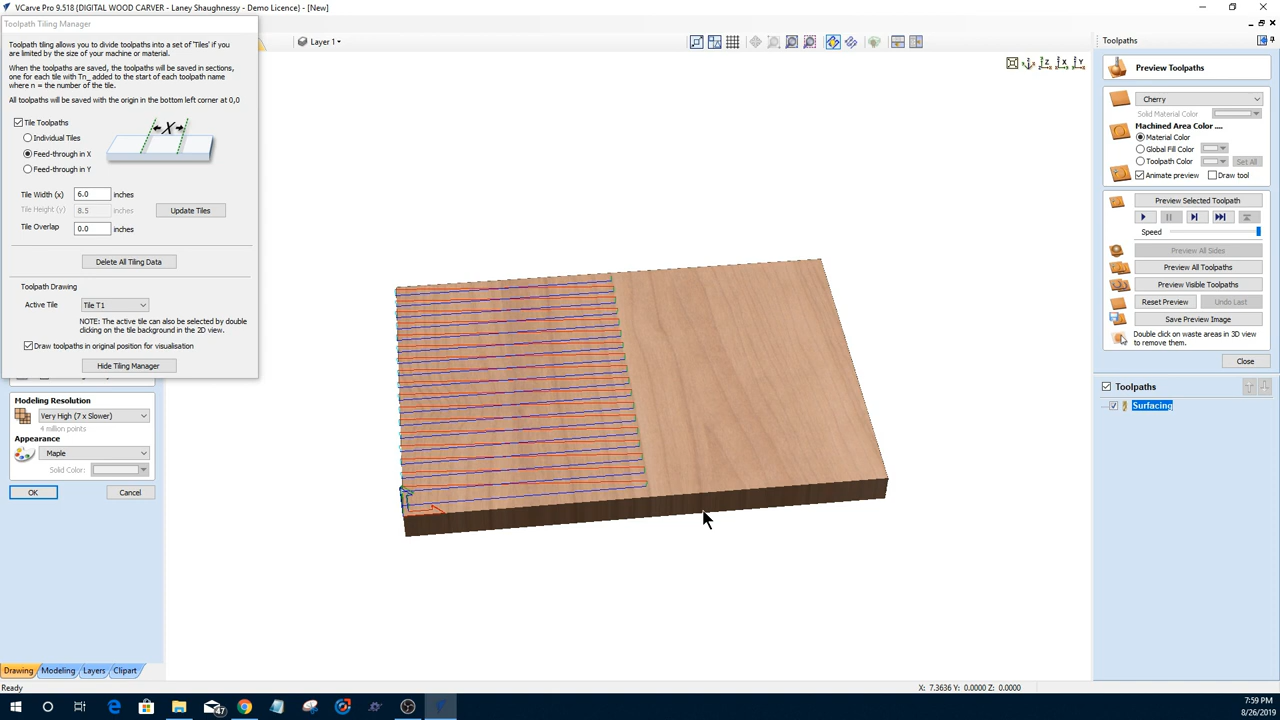 VCarve Pro 9.518 {DIGITAL WOOD CARVER - Laney Shaughnessy - Demo Licence} - [New]
Toolpath Tiling Manager
Layer 1
Toolpath tiling allows you to divide toolpaths into a set of 'Tiles' if you
are limited by the size of your machine or material.
When the toolpaths are saved, the toolpaths will be saved in sections,
one for each tile with Tn_ added to the start of each toolpath name
where n = the number of the tile.
All toolpaths will be saved with the origin in the bottom left corner at 0,0
Tile Toolpaths
Individual Tiles
Feed-through in X
Feed-through in Y
X
Tile Width (x) 6.0 inches
Tile Height (y) 8.5 inches Update Tiles
Tile Overlap 0.0 inches
Delete All Tiling Data
Toolpath Drawing
Active Tile Tile T1
NOTE: The active tile can also be selected by double
clicking on the tile background in the 2D view.
Draw toolpaths in original position for visualisation
Hide Tiling Manager
Modeling Resolution
Very High (7 x Slower)
4 million points
Appearance
Maple
Solid Color:
OK Cancel
Drawing Modeling Layers Clipart
Ready
X: 7.3636 Y: 0.0000 Z: 0.0000
Toolpaths
Preview Toolpaths
Cherry
Solid Material Color
Machined Area Color ....
Material Color
Global Fill Color
Toolpath Color Set All
Animate preview Draw tool
Preview Selected Toolpath
Speed
Preview All Sides
Preview All Toolpaths
Preview Visible Toolpaths
Reset Preview Undo Last
Save Preview Image
Double click on waste areas in 3D view
to remove them.
Close
Toolpaths
Surfacing
47
7:59 PM
8/26/2019